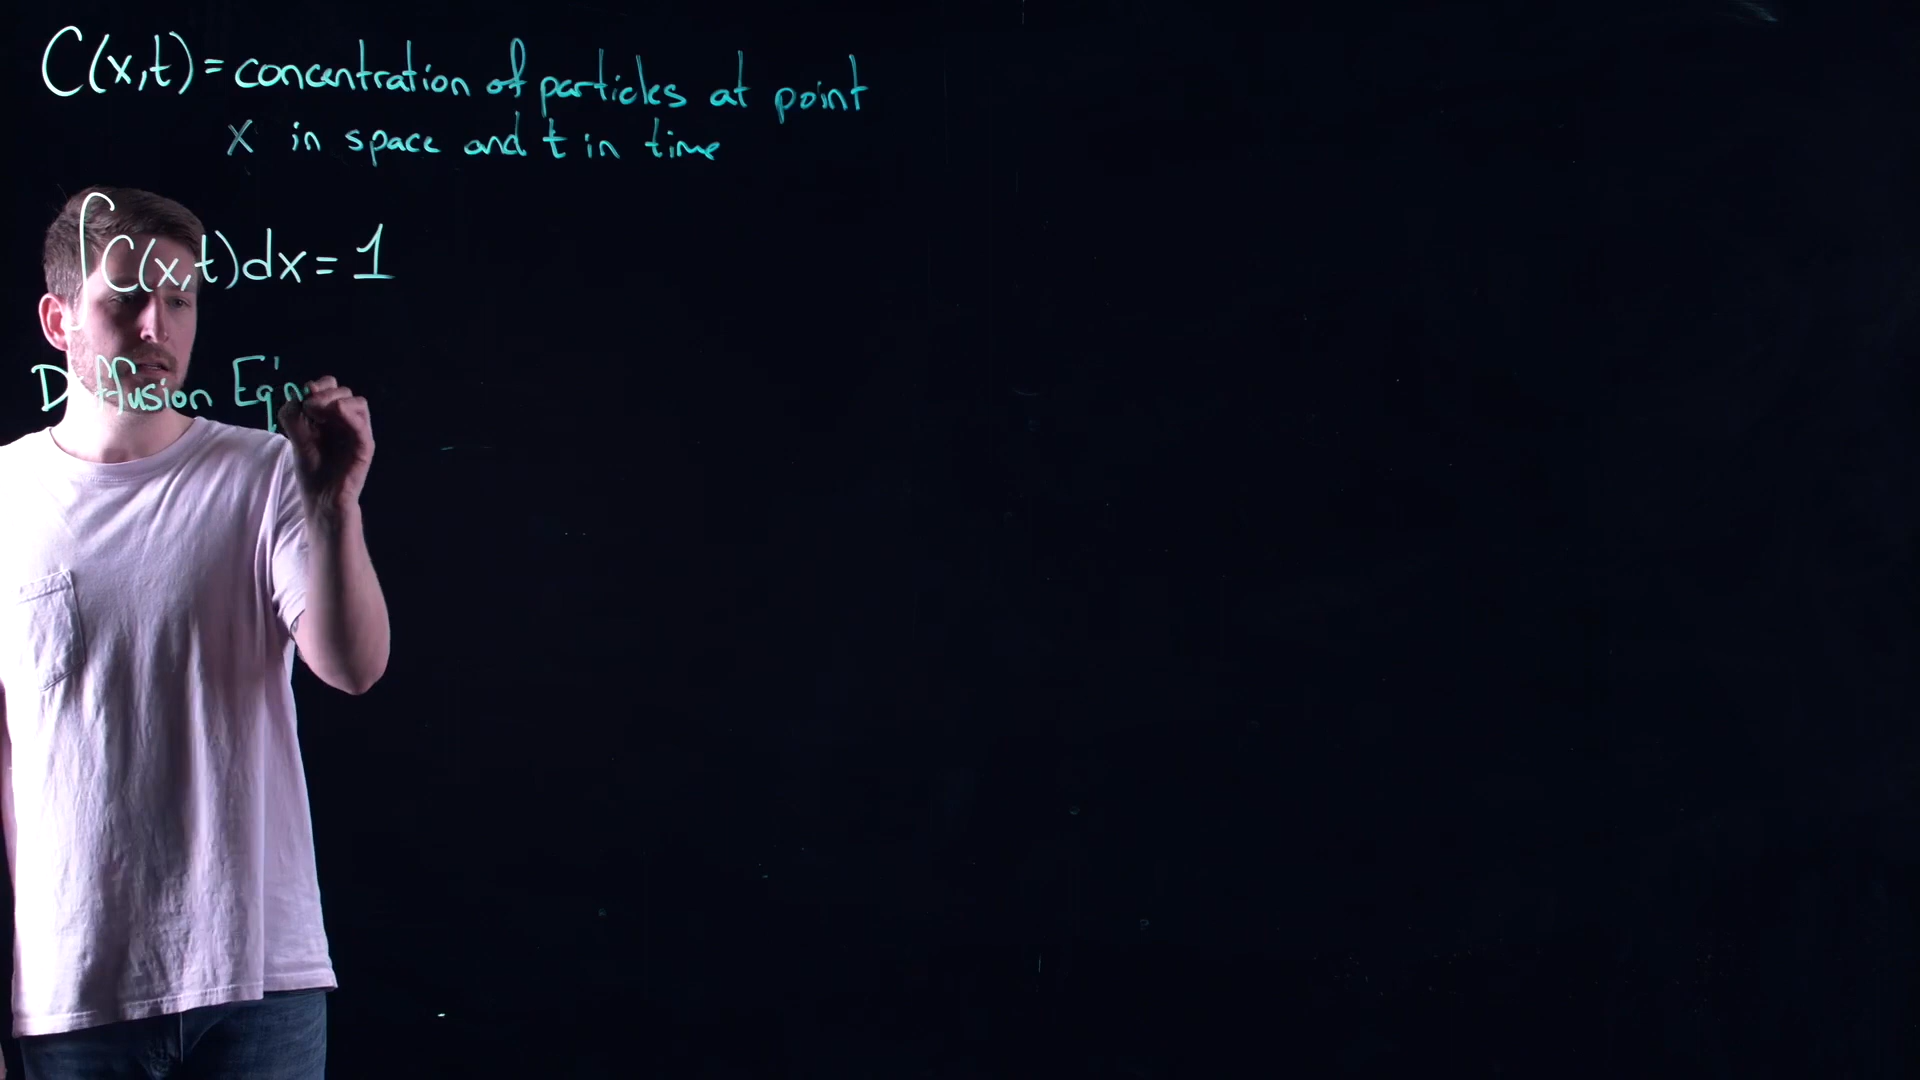 C(x,t) = concentration of particles at point
x in space and t in time
∫C(x,t)dx = 1
Diffusion Eq'n